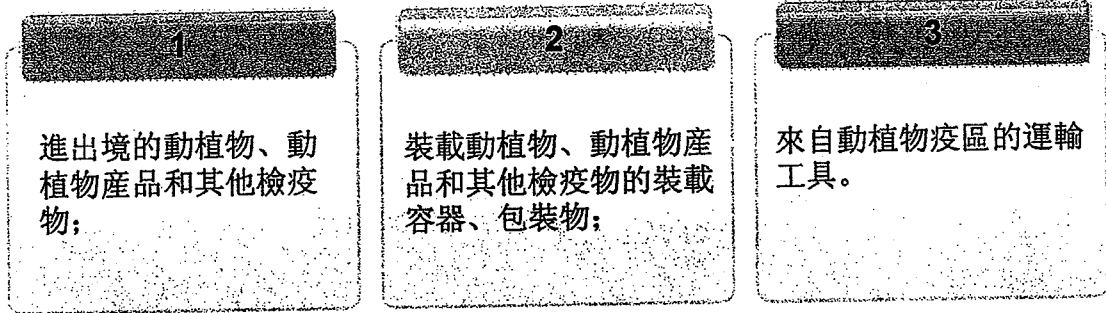 1
進出境的動植物、動
植物産品和其他檢疫
物;
2
裝載動植物、動植物産
品和其他檢疫物的裝載
容器、包裝物;
3
來自動植物疫區的運輸
工具。